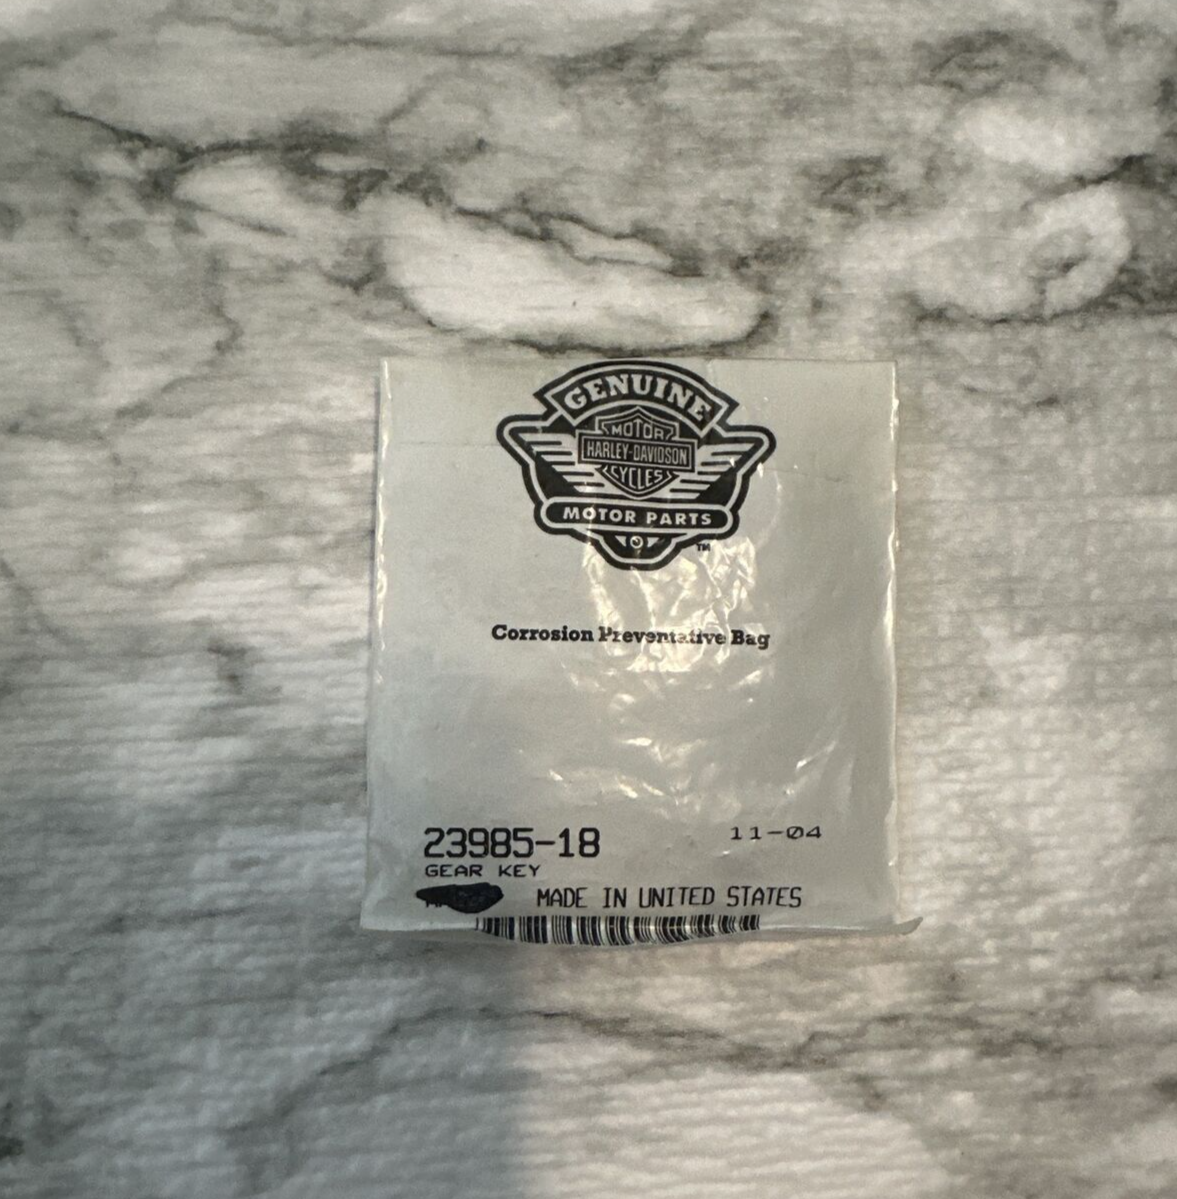 GENUINE
MOTOR
HARLEY-DAVIDSON
CYCLES
MOTOR PARTS
TM
Corrosion Preventative Bag
23985-18 11-04
GEAR KEY
MADE IN UNITED STATES